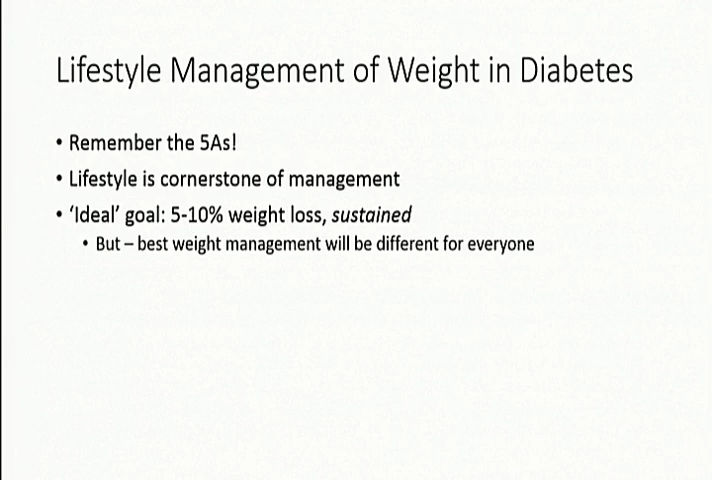 Lifestyle Management of Weight in Diabetes
• Remember the 5As!
• Lifestyle is cornerstone of management
• ‘Ideal’ goal: 5-10% weight loss, sustained
• But – best weight management will be different for everyone